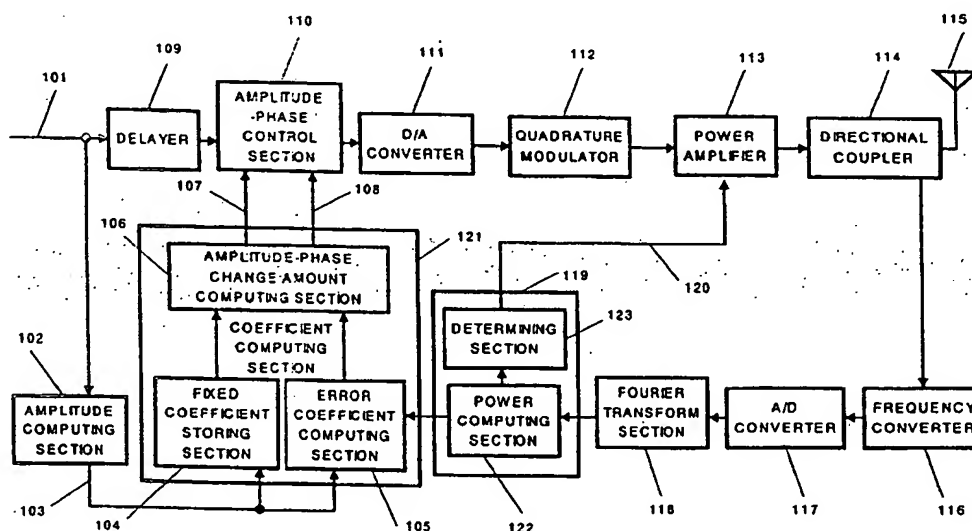 110
115
109
111
112
113
114
101
AMPLITUDE
-PHASE
CONTROL
SECTION
DELAYER
D/A
CONVERTER
QUADRATURE
MODULATOR
POWER
AMPLIFIER
DIRECTIONAL
COUPLER
107
108
106
121
AMPLITUDE-PHASE
CHANGE AMOUNT
COMPUTING SECTION
119
120
123
COEFFICIENT
COMPUTING
SECTION
DETERMINING
SECTION
102
AMPLITUDE
COMPUTING
SECTION
FIXED
COEFFICIENT
STORING
SECTION
ERROR
COEFFICIENT
COMPUTING
SECTION
POWER
COMPUTING
SECTION
FOURIER
TRANSFORM
SECTION
A/D
CONVERTER
FREQUENCY
CONVERTER
103
104
105
122
118
117
116